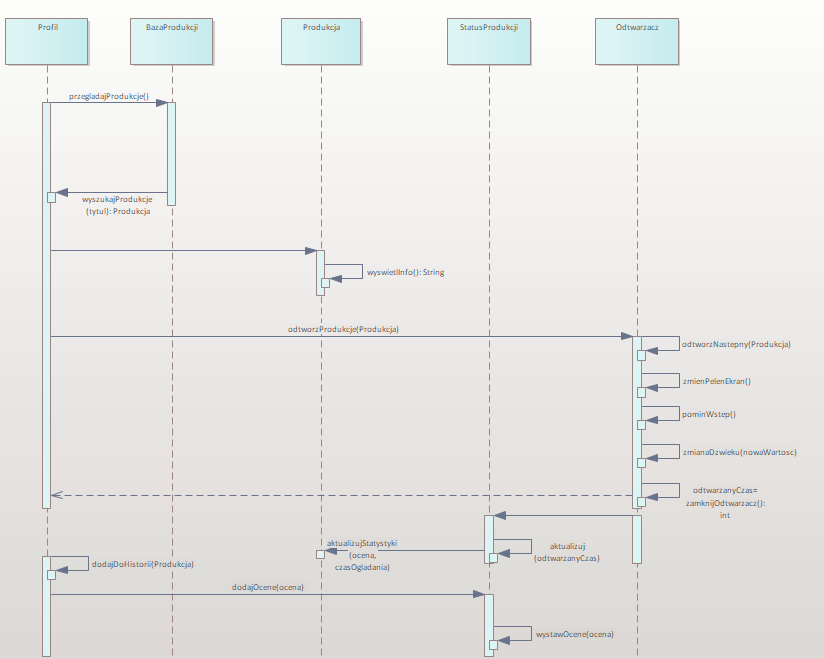 Profil
BazaProdukcji
Produkcja
StatusProdukcji
Odtwarzacz
przegladajProdukcje()
wyszukajProdukcje
(tytul): Produkcja
wyswietlInfo(): String
odtworzProdukcje(Produkcja)
odtworzNastepny(Produkcja)
zmienPelenEkran()
pominWstep()
zmianaDzwieku(nowaWartosc)
odtwarzanyCzas=
zamknijOdtwarzacz():
int
aktualizujStatystyki
(ocena,
czasOgladania)
aktualizuj
(odtwarzanyCzas)
dodajDoHistorii(Produkcja)
dodajOcene(ocena)
wystawOcene(ocena)